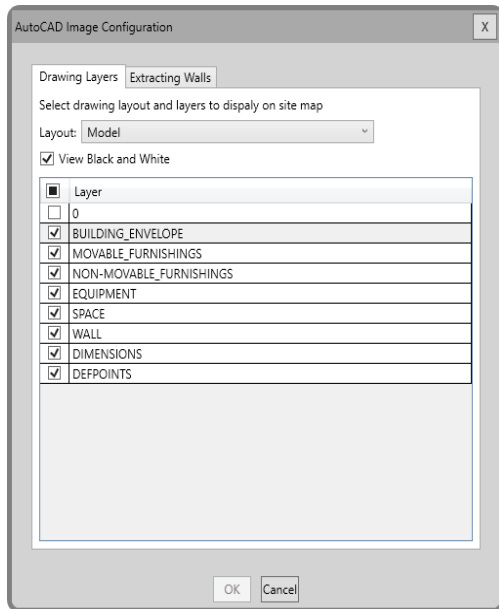 AutoCAD Image Configuration
X
Drawing Layers Extracting Walls
Select drawing layout and layers to dispaly on site map
Layout: Model
View Black and White
Layer
0
BUILDING_ENVELOPE
MOVABLE_FURNISHINGS
NON-MOVABLE_FURNISHINGS
EQUIPMENT
SPACE
WALL
DIMENSIONS
DEFPOINTS
OK Cancel